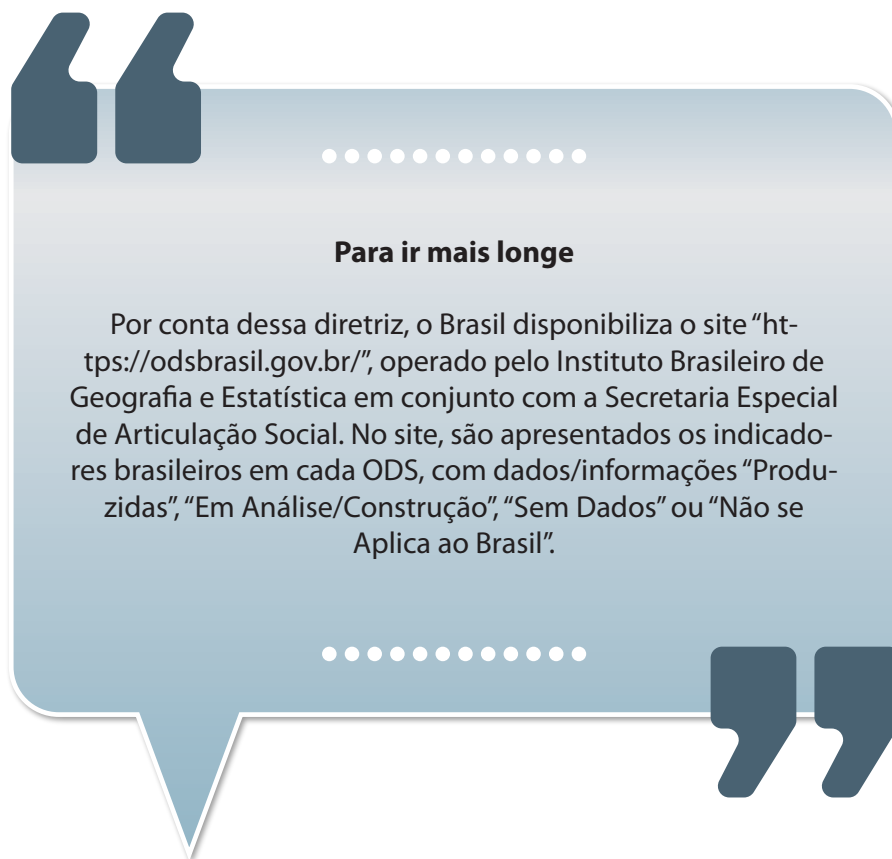 Para ir mais longe
Por conta dessa diretriz, o Brasil disponibiliza o site “ht-
tps://odsbrasil.gov.br/”, operado pelo Instituto Brasileiro de
Geografia e Estatística em conjunto com a Secretaria Especial
de Articulação Social. No site, são apresentados os indicado-
res brasileiros em cada ODS, com dados/informações “Produ-
zidas”, “Em Análise/Construção”, “Sem Dados” ou “Não se
Aplica ao Brasil”.